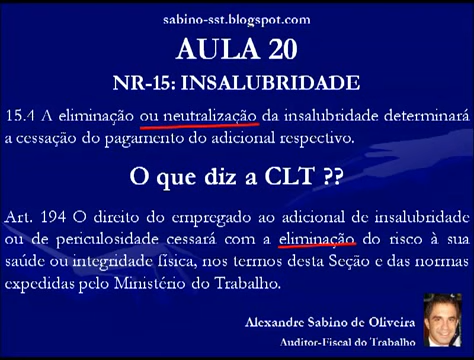 sabino-sst.blogspot.com
AULA 20
NR-15: INSALUBRIDADE
15.4 A eliminação ou neutralização da insalubridade determinará
a cessação do pagamento do adicional respectivo.
O que diz a CLT ??
Art. 194 O direito do empregado ao adicional de insalubridade
ou de periculosidade cessará com a eliminação do risco à sua
saúde ou integridade física, nos termos desta Seção e das normas
expedidas pelo Ministério do Trabalho.
Alexandre Sabino de Oliveira
Auditor-Fiscal do Trabalho